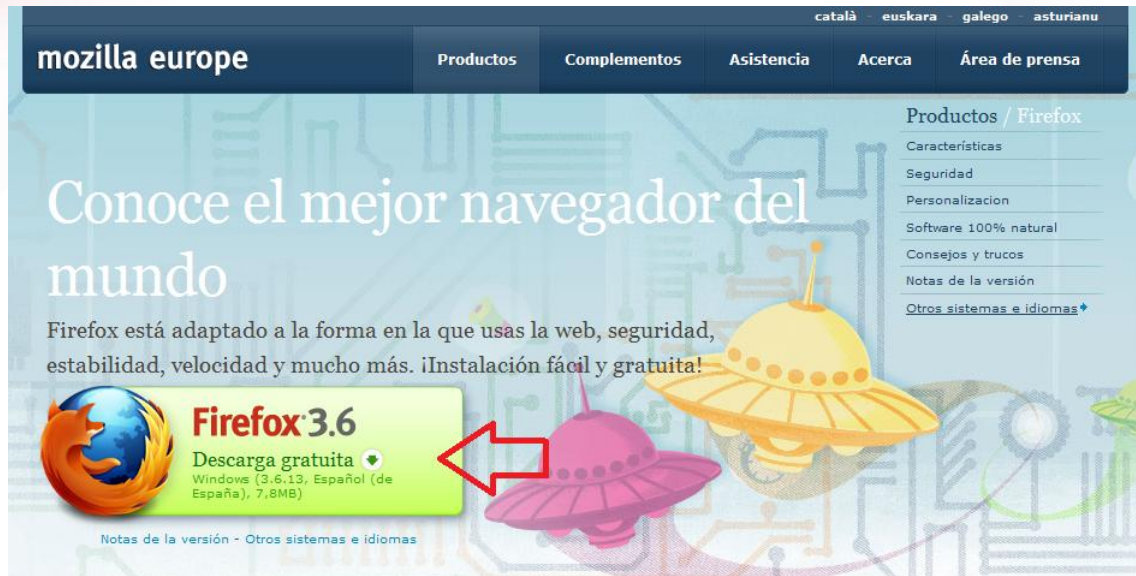 català - euskara - galego - asturianu
mozilla europe
Productos Complementos Asistencia Acerca Área de prensa
Productos / Firefox
Características
Seguridad
Personalizacion
Software 100% natural
Consejos y trucos
Notas de la versión
Otros sistemas e idiomas
Conoce el mejor navegador del
mundo
Firefox está adaptado a la forma en la que usas la web, seguridad,
estabilidad, velocidad y mucho más. ¡Instalación fácil y gratuita!
Firefox 3.6
Descarga gratuita
Windows (3.6.13, Español (de
España), 7,8MB)
Notas de la versión - Otros sistemas e idiomas